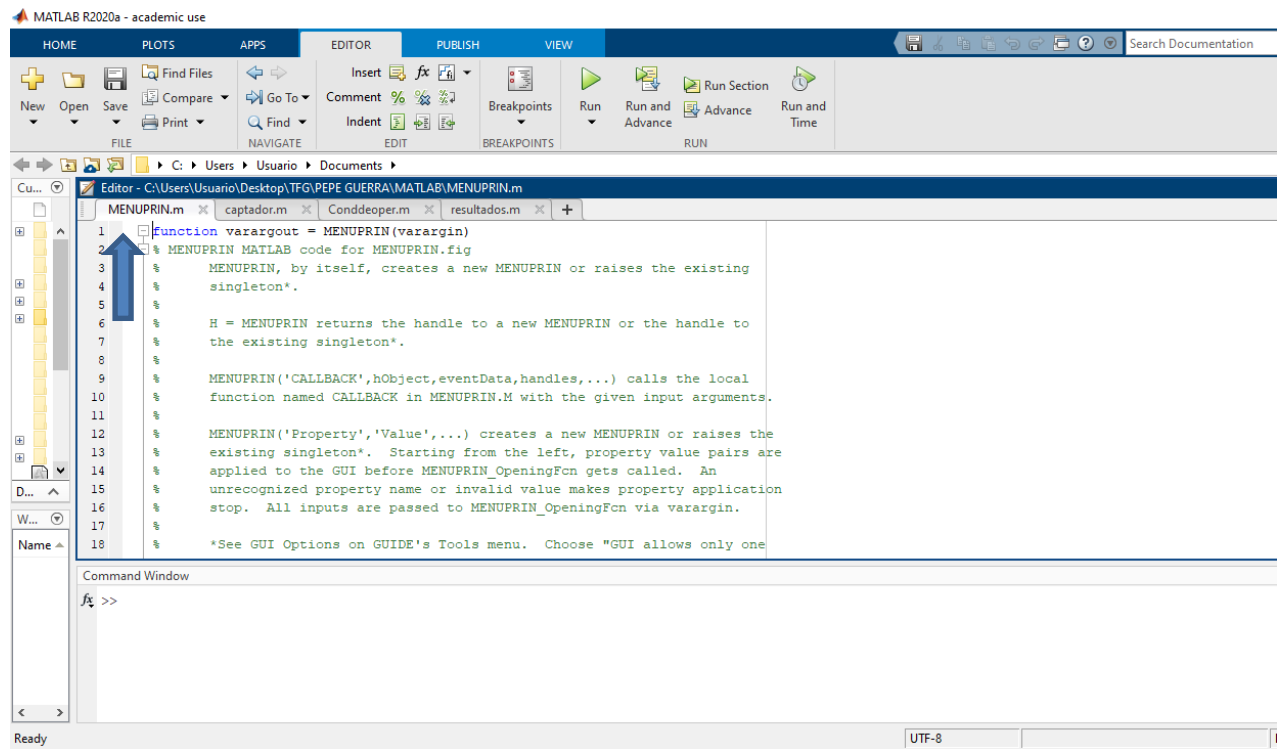 MATLAB R2020a - academic use
HOME PLOTS APPS EDITOR PUBLISH VIEW
Search Documentation
New Open Save
Find Files
Compare
Print
Go To
Find
Insert fx
Comment
Indent
Breakpoints
Run
Run and Advance
Run Section
Advance
Run and Time
FILE NAVIGATE EDIT BREAKPOINTS RUN
C: Users Usuario Documents
Cu...
Editor - C:\Users\Usuario\Desktop\TFG\PEPE GUERRA\MATLAB\MENUPRIN.m
MENUPRIN.m captador.m Conddeoper.m resultados.m
1 function varargout = MENUPRIN(varargin)
2 % MENUPRIN MATLAB code for MENUPRIN.fig
3 % MENUPRIN, by itself, creates a new MENUPRIN or raises the existing
4 % singleton*.
5 %
6 % H = MENUPRIN returns the handle to a new MENUPRIN or the handle to
7 % the existing singleton*.
8 %
9 % MENUPRIN('CALLBACK',hObject,eventData,handles,...) calls the local
10 % function named CALLBACK in MENUPRIN.M with the given input arguments.
11 %
12 % MENUPRIN('Property','Value',...) creates a new MENUPRIN or raises the
13 % existing singleton*.  Starting from the left, property value pairs are
14 % applied to the GUI before MENUPRIN_OpeningFcn gets called.  An
15 % unrecognized property name or invalid value makes property application
16 % stop.  All inputs are passed to MENUPRIN_OpeningFcn via varargin.
17 %
18 % *See GUI Options on GUIDE's Tools menu.  Choose "GUI allows only one
D...
W...
Name
Command Window
fx >>
Ready
UTF-8